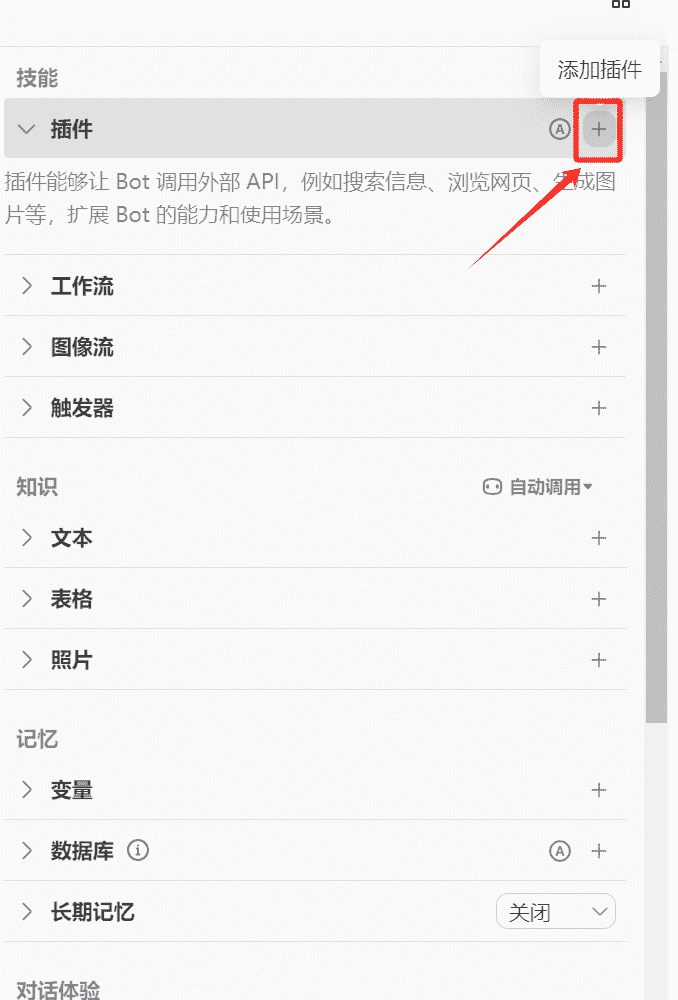 技能
添加插件
插件
A
插件能够让 Bot 调用外部 API，例如搜索信息、浏览网页、生成图
片等，扩展 Bot 的能力和使用场景。
工作流
图像流
触发器
知识
自动调用
文本
表格
照片
记忆
变量
数据库
A
长期记忆
关闭
对话体验